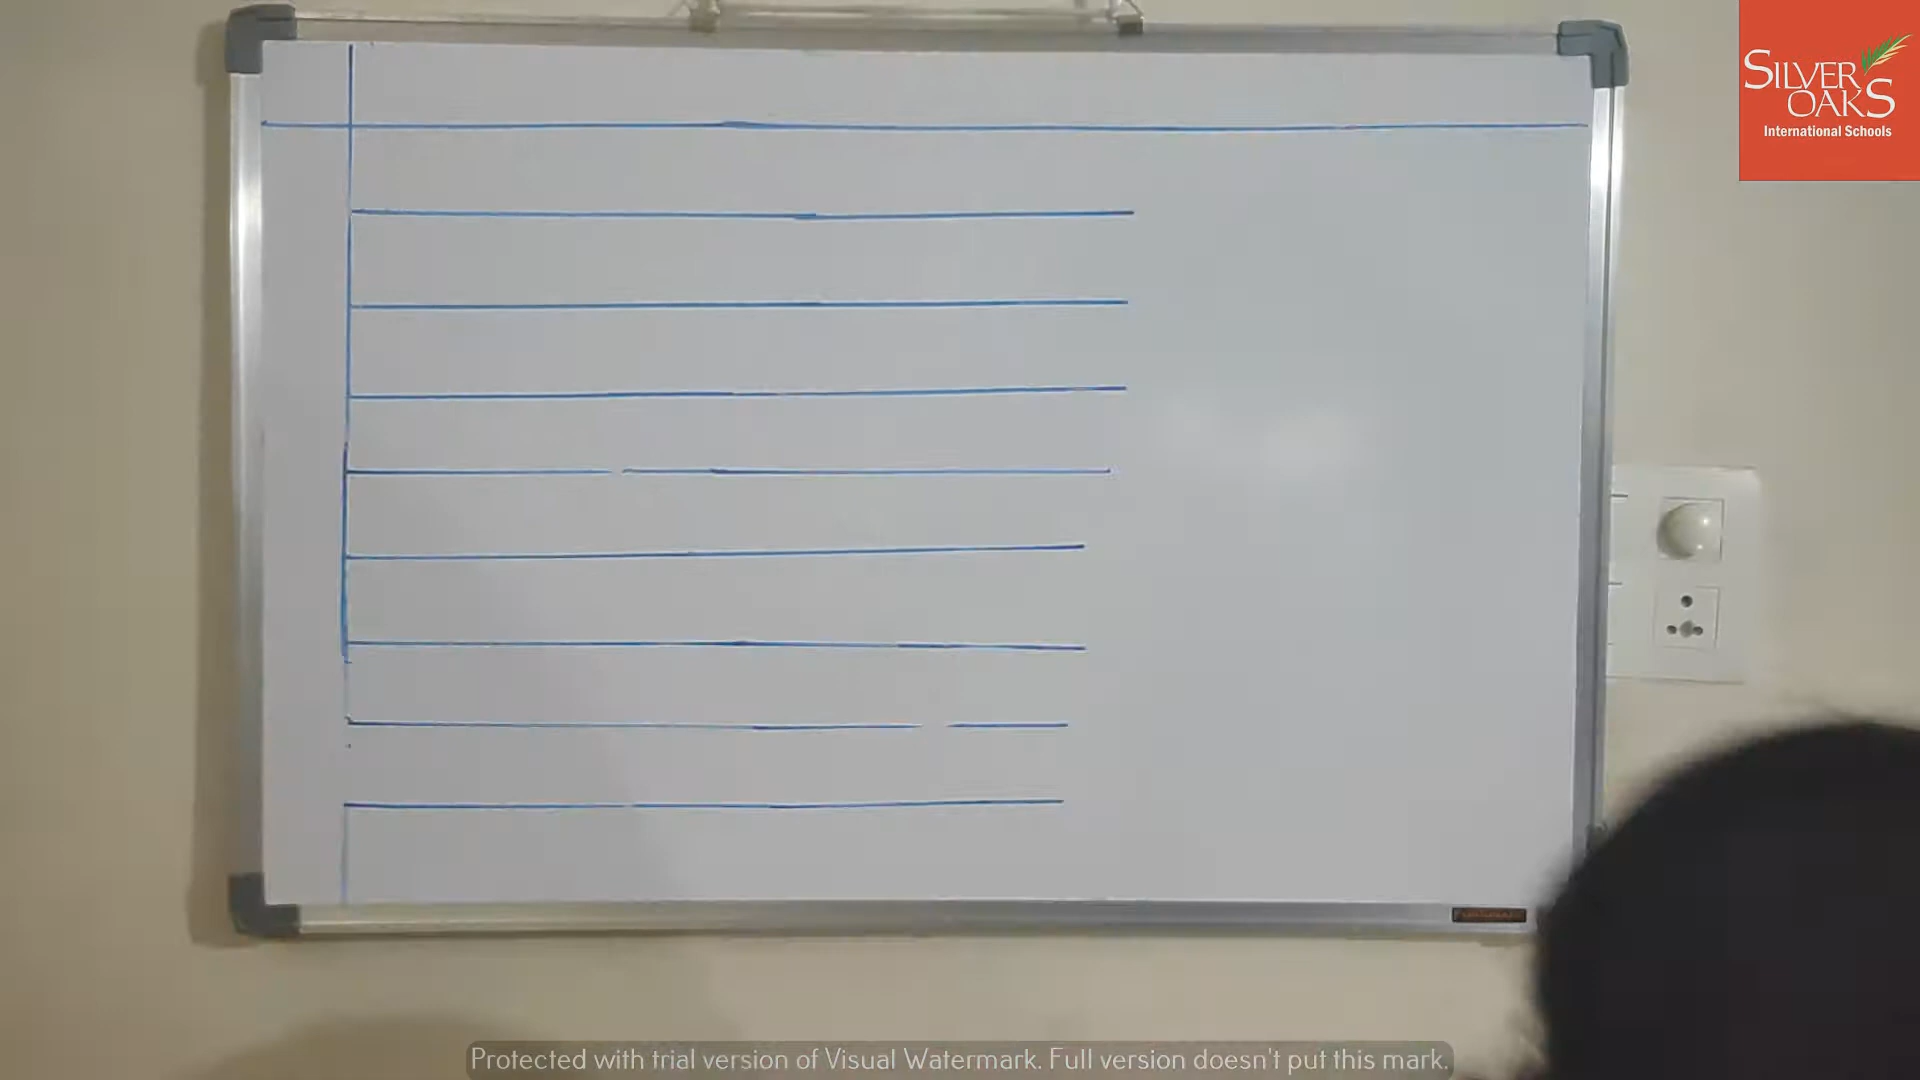 SILVER
OAKS
International Schools
Protected with trial version of Visual Watermark. Full version doesn't put this mark.